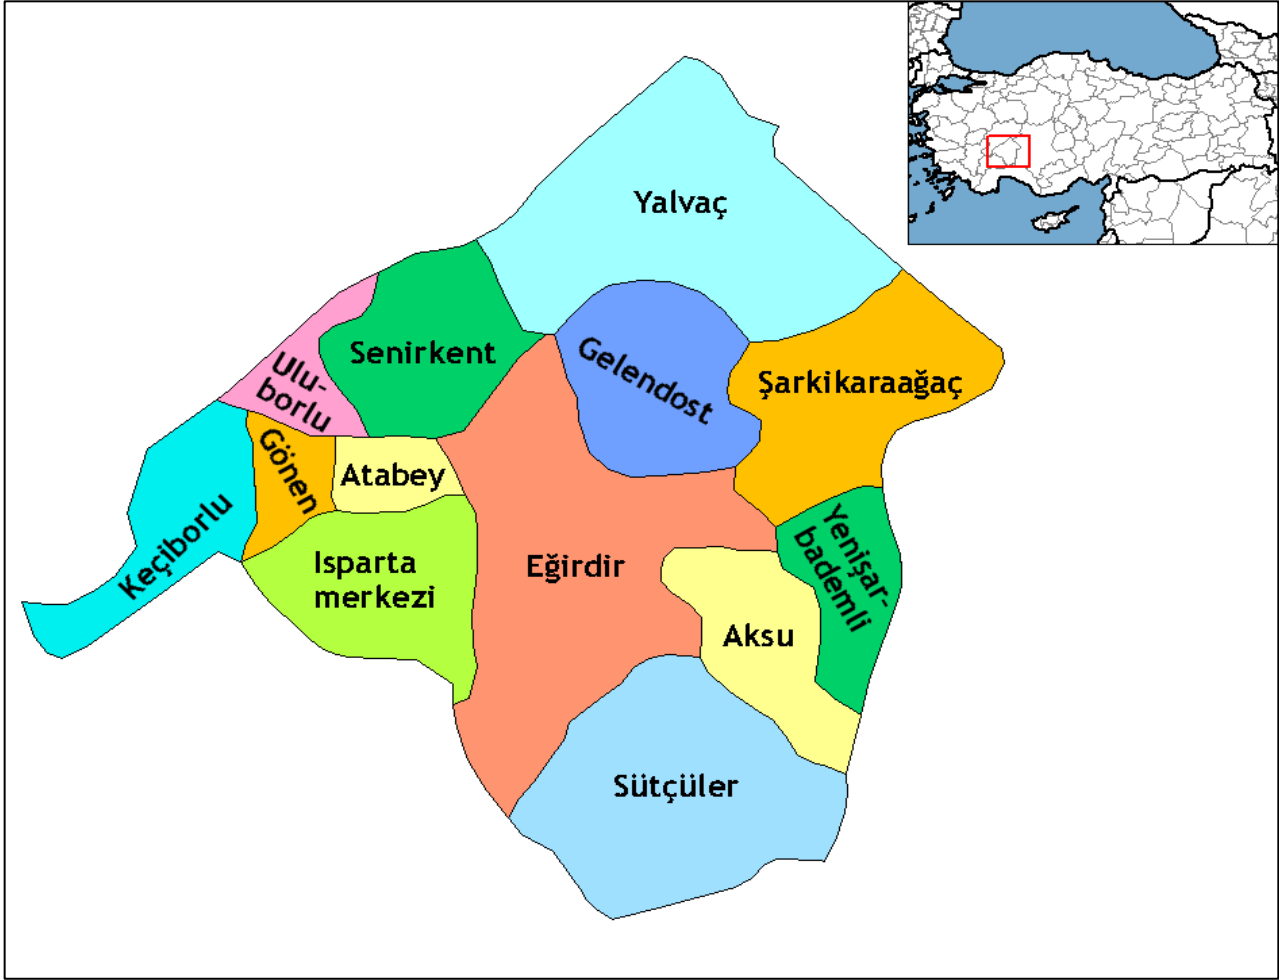 Yalvaç
Senirkent
Gelendost
Şarkikaraağaç
Ulu-
borlu
Gönen
Atabey
Keçiborlu
Isparta
merkezi
Eğirdir
Yenişar-
bademli
Aksu
Sütçüler